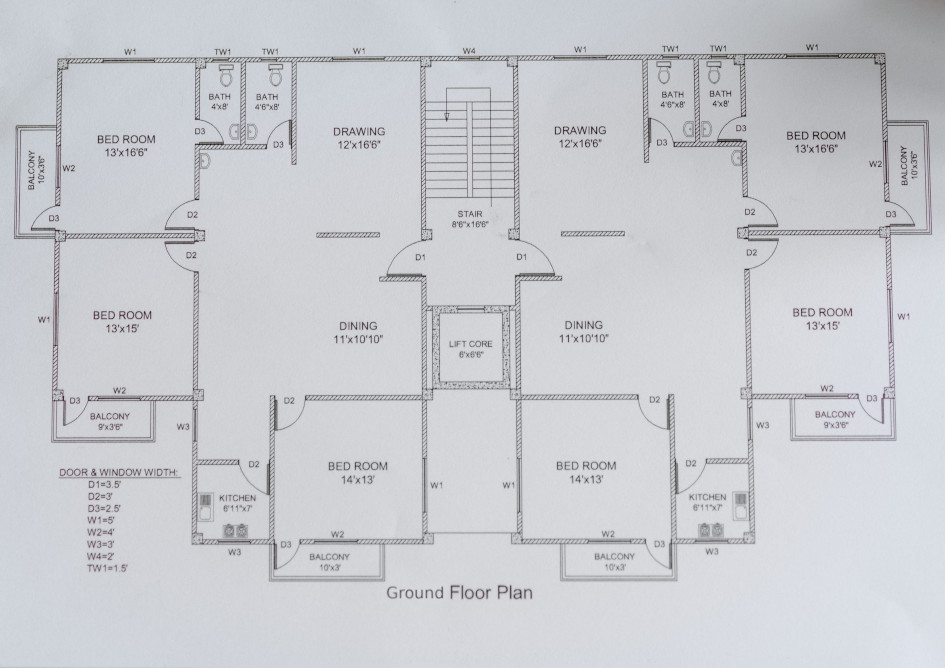 W1 TW1 TW1 W1 W4 W1 TW1 TW1 W1
BATH
4'x8'
BATH
4'6"x8'
BATH
4'6"x8'
BATH
4'x8'
BED ROOM
13'x16'6"
D3
D3
DRAWING
12'x16'6"
DRAWING
12'x16'6"
D3
D3
BED ROOM
13'x16'6"
BALCONY
10'x3'6"
W2
W2
BALCONY
10'x3'6"
D3
D2
STAIR
8'6"x16'6"
D2
D3
D2
D1
D1
D2
W1
BED ROOM
13'x15'
DINING
11'x10'10"
LIFT CORE
6'x6'6"
DINING
11'x10'10"
BED ROOM
13'x15'
W1
D3
W2
D2
D2
W2
D3
BALCONY
9'x3'6"
W3
W3
BALCONY
9'x3'6"
D2
BED ROOM
14'x13'
BED ROOM
14'x13'
D2
DOOR & WINDOW WIDTH:
D1=3.5'
D2=3'
D3=2.5'
W1=5'
W2=4'
W3=3'
W4=2'
TW1=1.5'
KITCHEN
6'11"x7'
W1
W1
KITCHEN
6'11"x7'
W3
D3
W2
W2
D3
W3
BALCONY
10'x3'
BALCONY
10'x3'
Ground Floor Plan